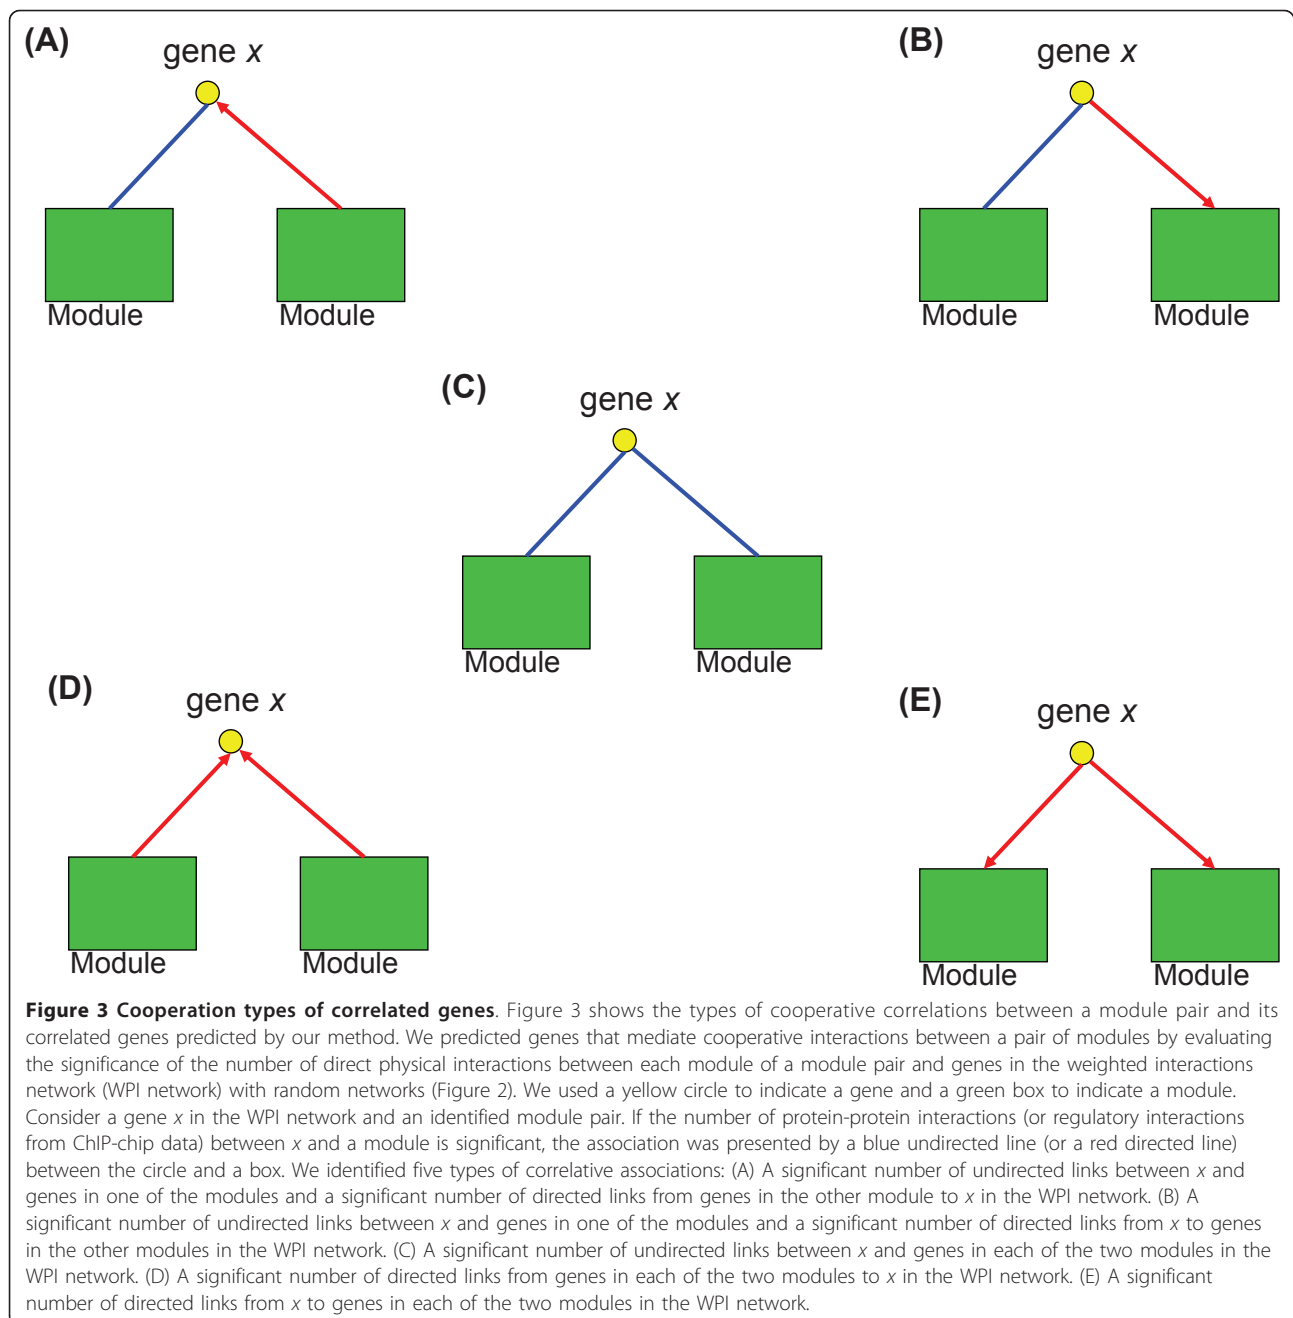 (A)
gene x
Module
Module
(B)
gene x
Module
Module
(C)
gene x
Module
Module
(D)
gene x
Module
Module
(E)
gene x
Module
Module
Figure 3 Cooperation types of correlated genes. Figure 3 shows the types of cooperative correlations between a module pair and its
correlated genes predicted by our method. We predicted genes that mediate cooperative interactions between a pair of modules by evaluating
the significance of the number of direct physical interactions between each module of a module pair and genes in the weighted interactions
network (WPI network) with random networks (Figure 2). We used a yellow circle to indicate a gene and a green box to indicate a module.
Consider a gene x in the WPI network and an identified module pair. If the number of protein-protein interactions (or regulatory interactions
from ChIP-chip data) between x and a module is significant, the association was presented by a blue undirected line (or a red directed line)
between the circle and a box. We identified five types of correlative associations: (A) A significant number of undirected links between x and
genes in one of the modules and a significant number of directed links from genes in the other module to x in the WPI network. (B) A
significant number of undirected links between x and genes in one of the modules and a significant number of directed links from x to genes
in the other modules in the WPI network. (C) A significant number of undirected links between x and genes in each of the two modules in the
WPI network. (D) A significant number of directed links from genes in each of the two modules to x in the WPI network. (E) A significant
number of directed links from x to genes in each of the two modules in the WPI network.